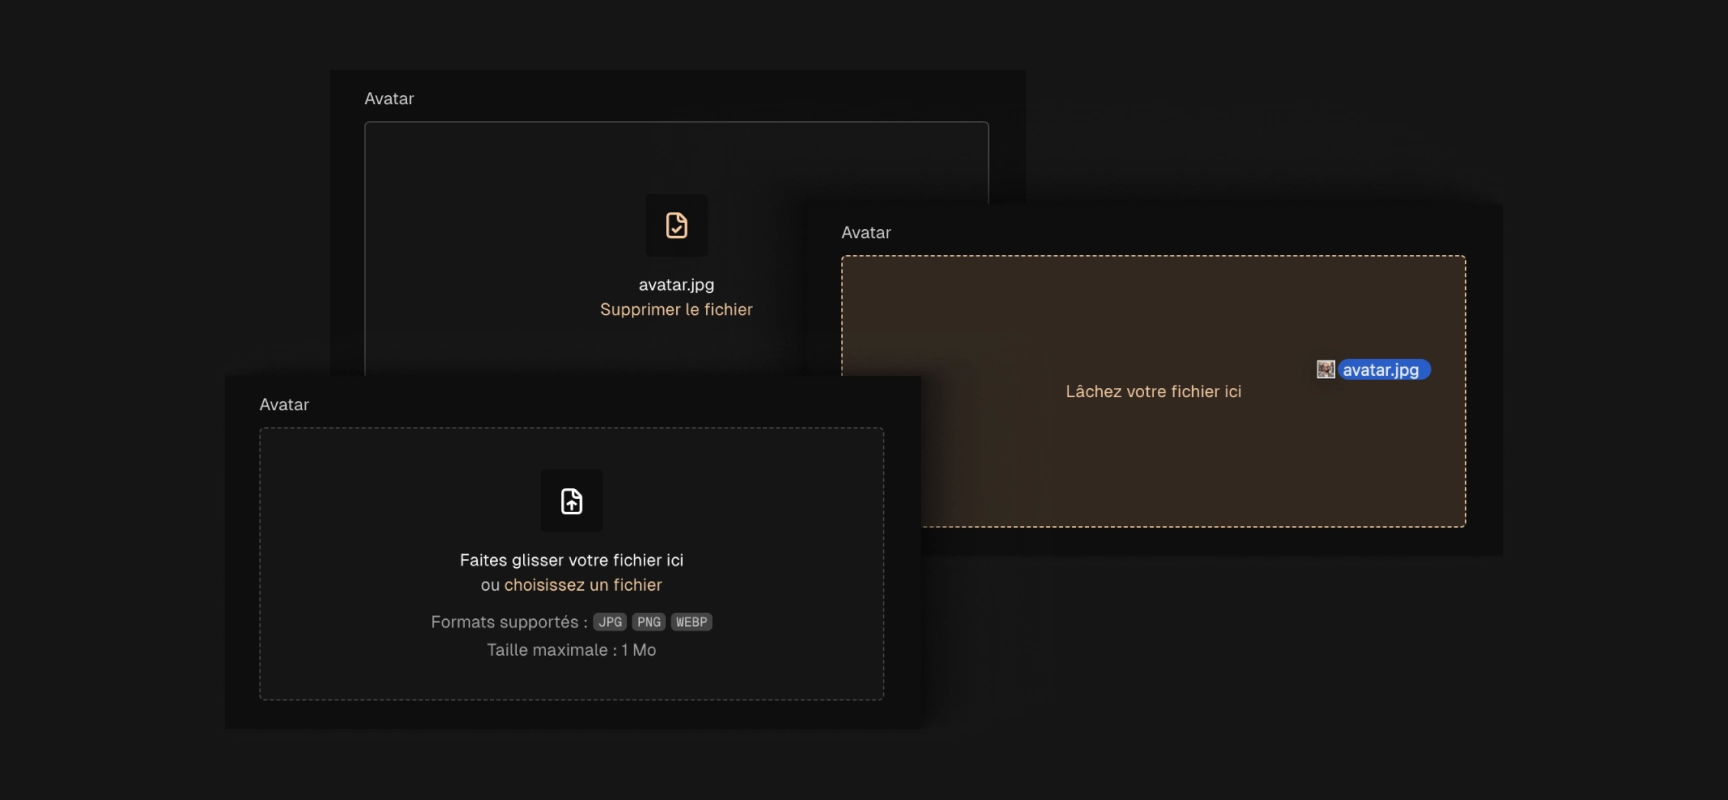 Avatar
avatar.jpg
Supprimer le fichier
Avatar
avatar.jpg
Lâchez votre fichier ici
Avatar
Faites glisser votre fichier ici
ou choisissez un fichier
Formats supportés : JPG PNG WEBP
Taille maximale : 1 Mo